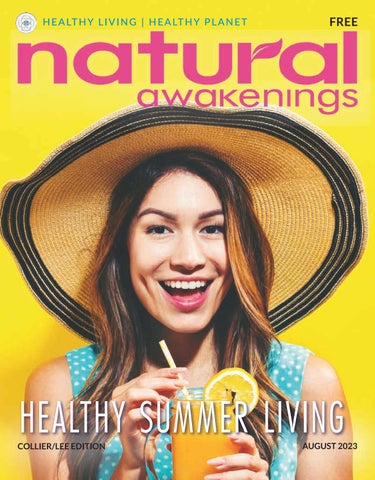 HEALTHY LIVING | HEALTHY PLANET
FREE
natural
awakenings
HEALTHY SUMMER LIVING
COLLIER/LEE EDITION
AUGUST 2023